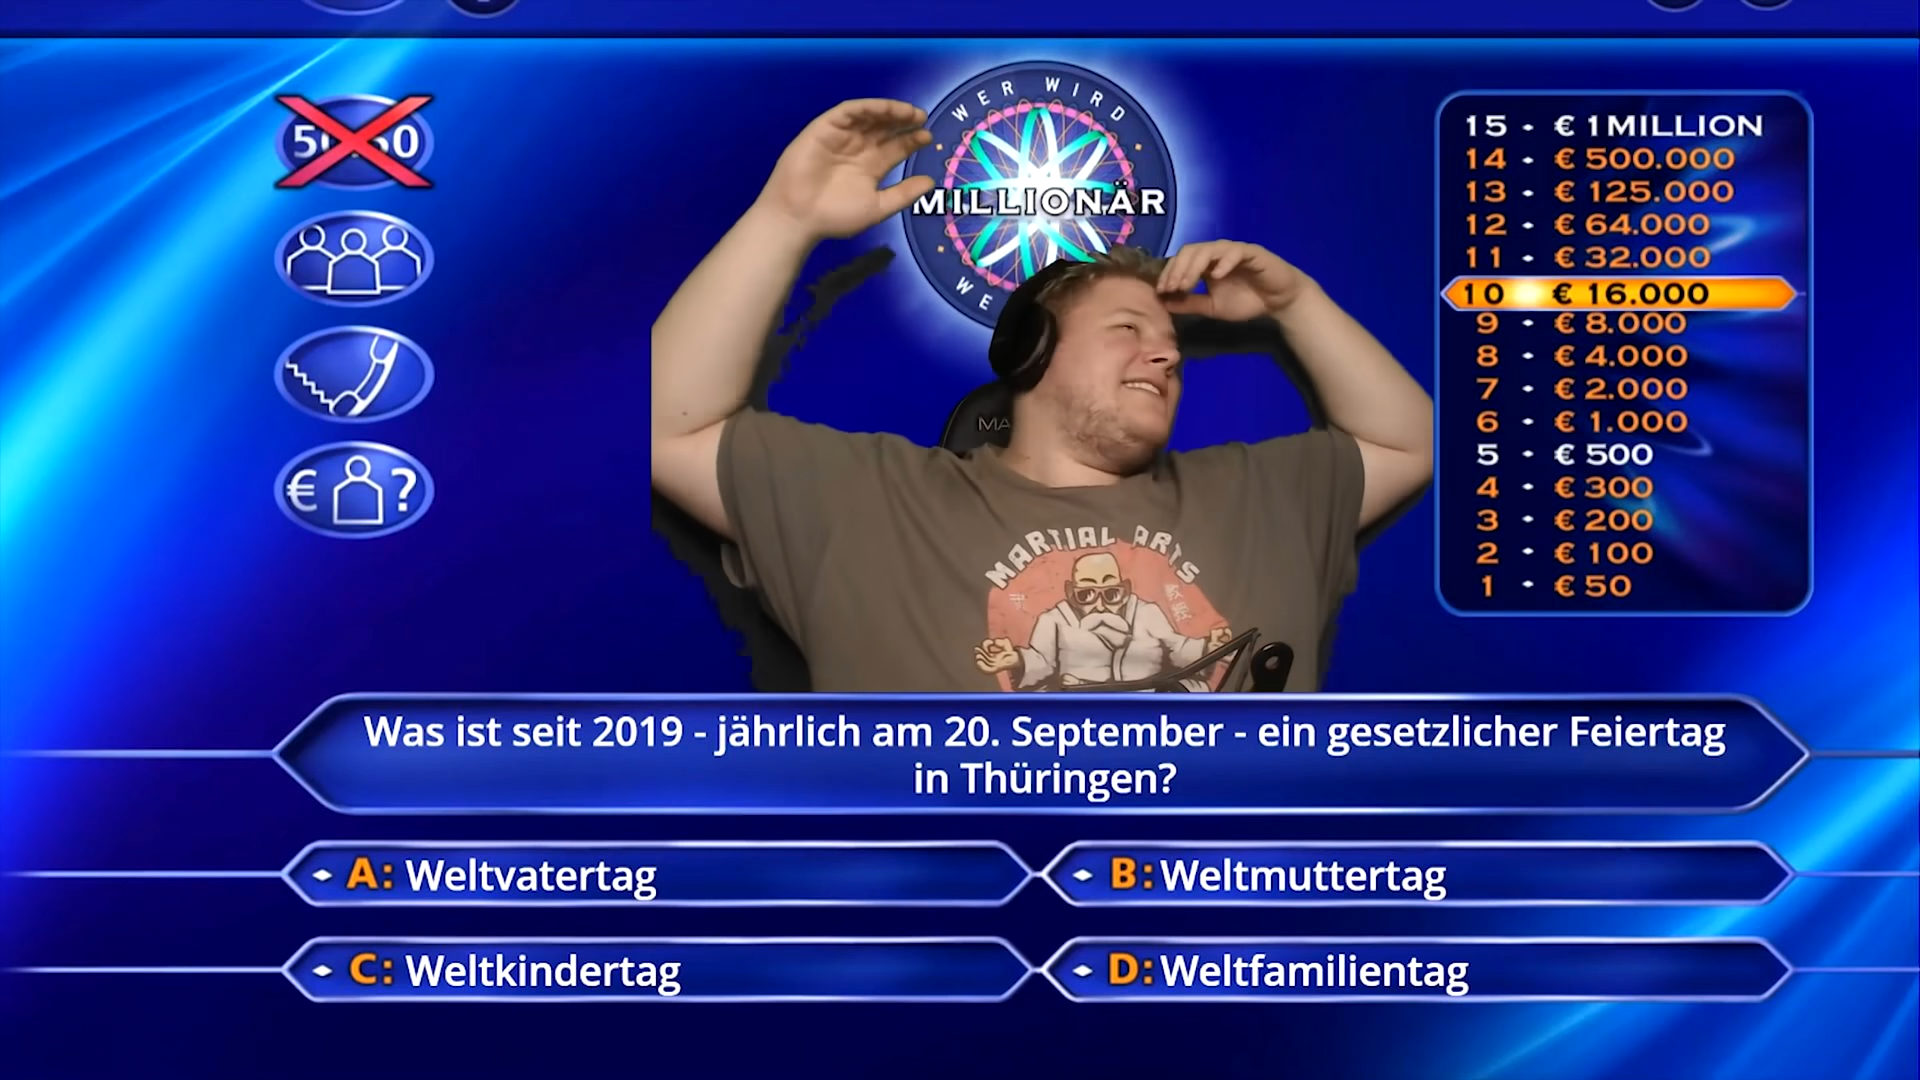 WER WIRD
MILLIONÄR
WE
MA
MARTIAL ARTS
15 · € 1 MILLION
14 · € 500.000
13 · € 125.000
12 · € 64.000
11 · € 32.000
10 € 16.000
9 · € 8.000
8 · € 4.000
7 · € 2.000
6 · € 1.000
5 · € 500
4 · € 300
3 · € 200
2 · € 100
1 · € 50
€ ?
Was ist seit 2019 - jährlich am 20. September - ein gesetzlicher Feiertag
in Thüringen?
A: Weltvatertag
B: Weltmuttertag
C: Weltkindertag
D: Weltfamilientag